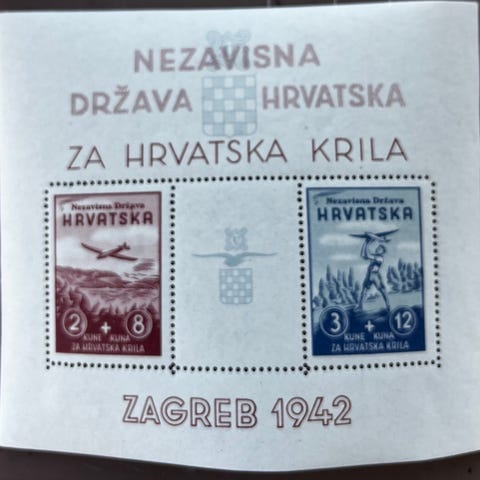 NEZAVISNA
DRŽAVA HRVATSKA
ZA HRVATSKA KRILA
Nezavisna Država
HRVATSKA
2 + 8
KUNE KUNA
ZA HRVATSKA KRILA
Nezavisna Država
HRVATSKA
3 + 12
KUNE KUNA
ZA HRVATSKA KRILA
ZAGREB 1942